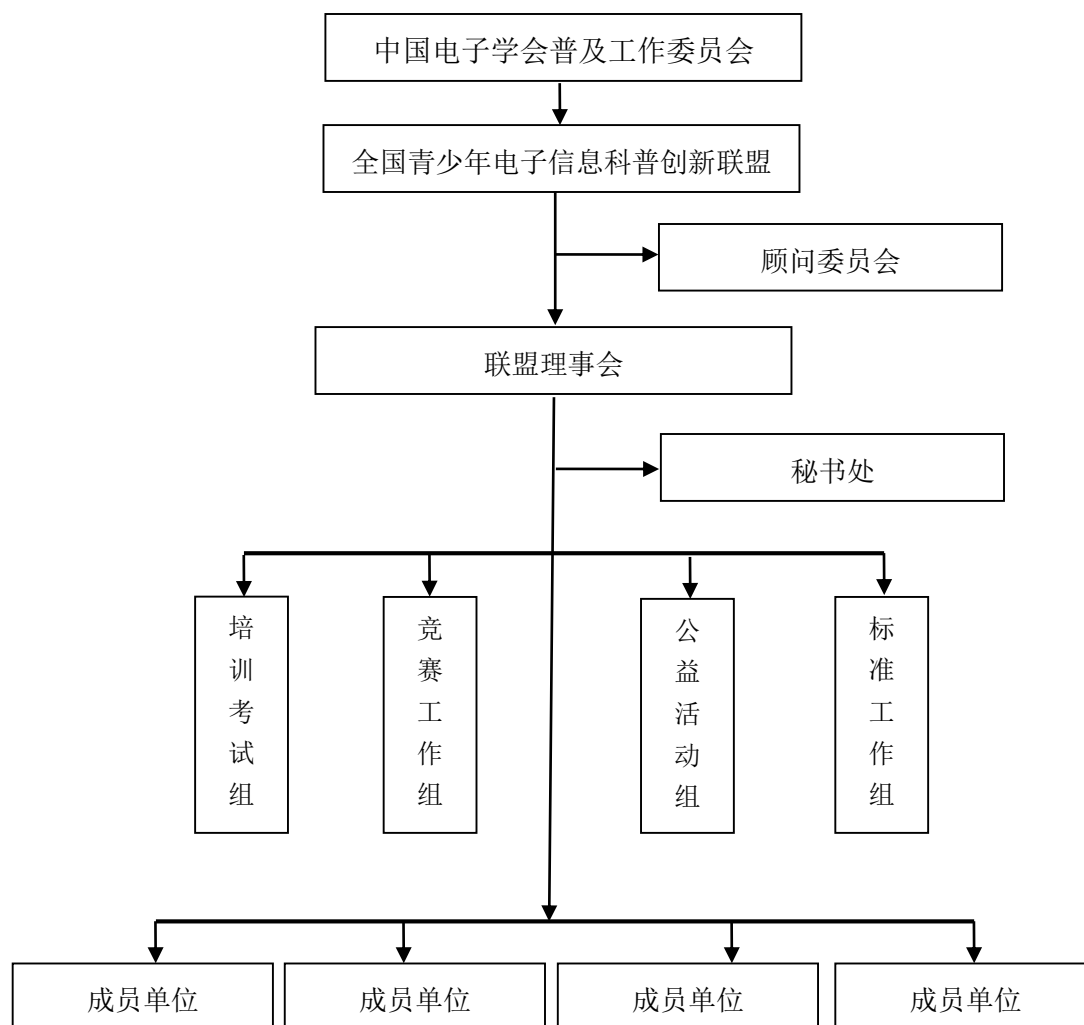 中国电子学会普及工作委员会
全国青少年电子信息科普创新联盟
顾问委员会
联盟理事会
秘书处
培训考试组
竞赛工作组
公益活动组
标准工作组
成员单位
成员单位
成员单位
成员单位